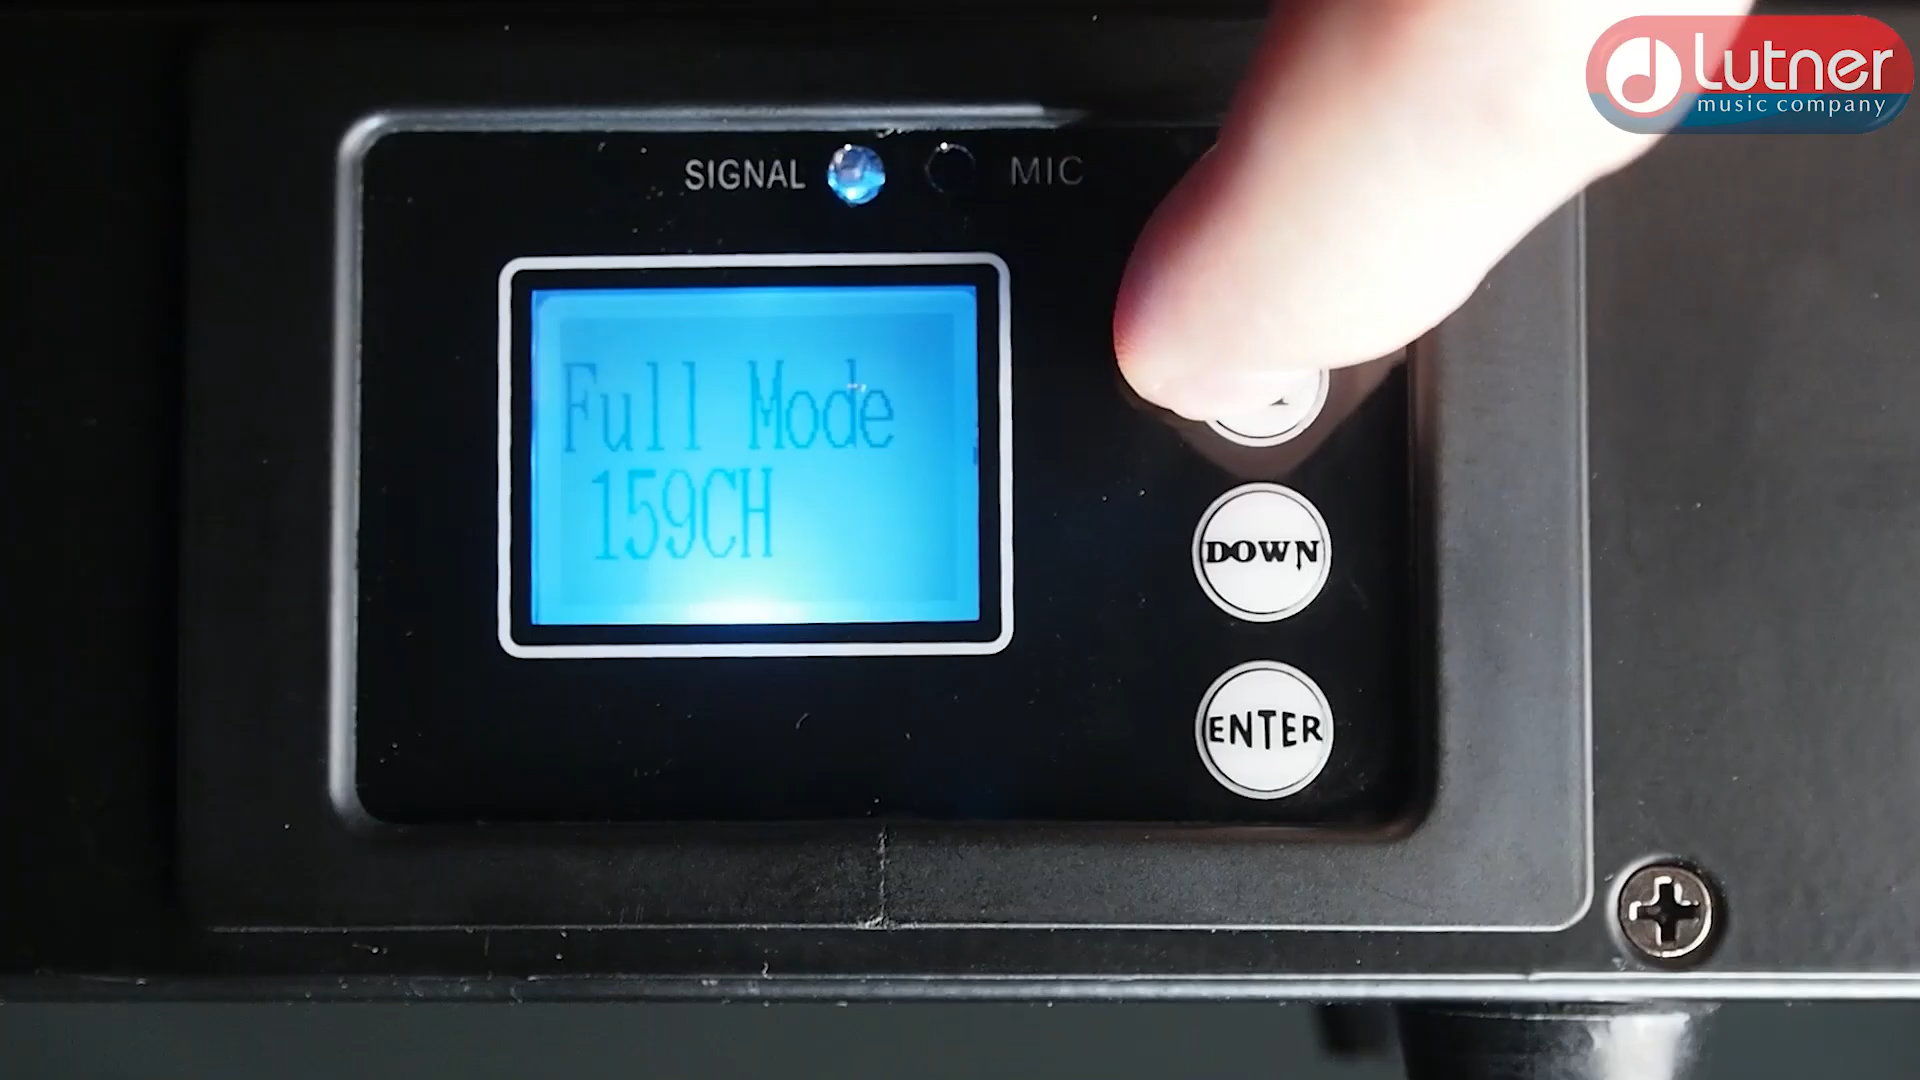 Lutner
music company
SIGNAL
MIC
Full Mode
159CH
DOWN
ENTER